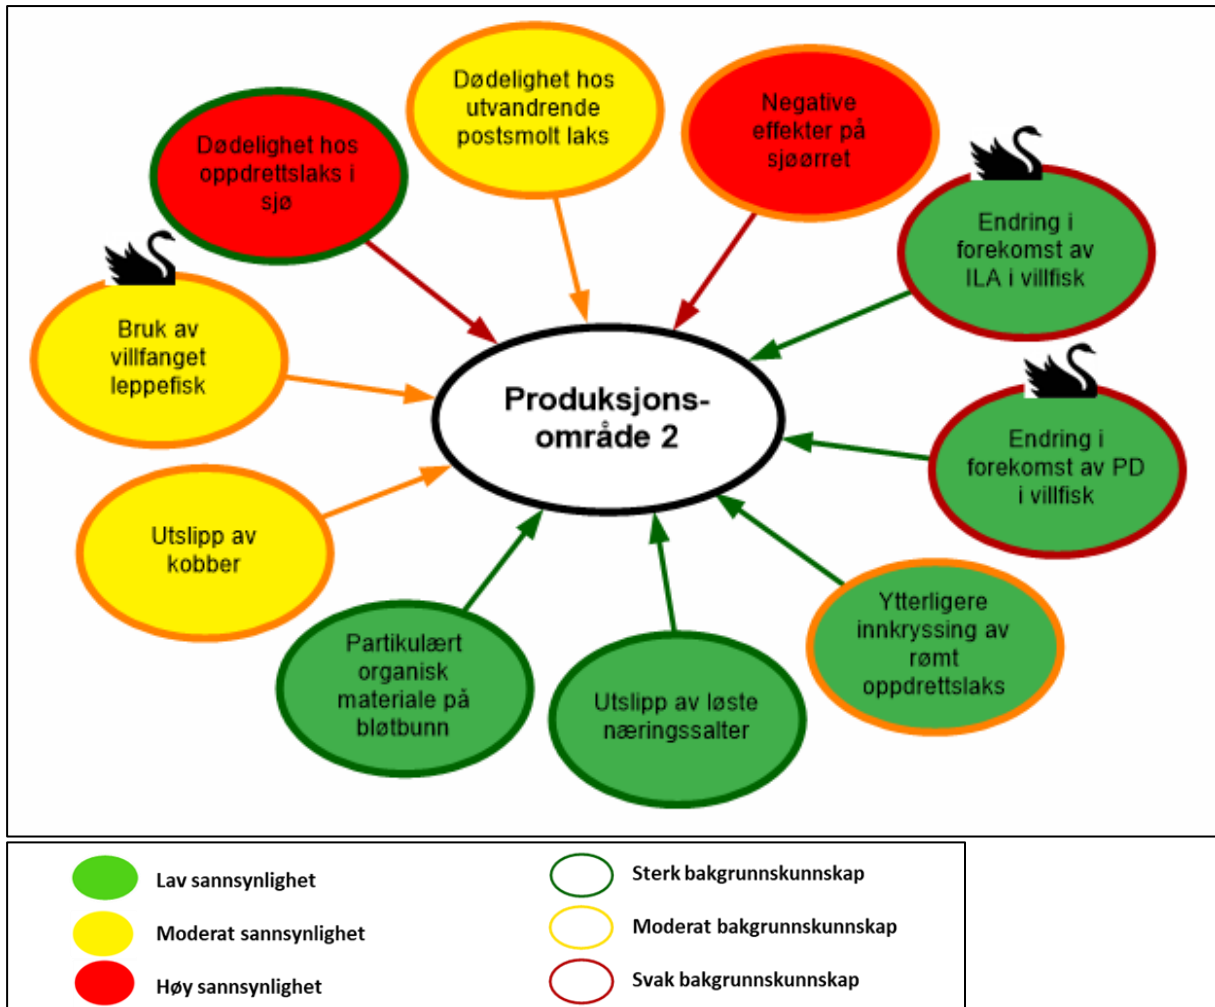 Dødelighet hos
utvandrende
postsmolt laks
Negative
effekter på
sjøørret
Dødelighet hos
oppdrettslaks i
sjø
Endring i
forekomst av
ILA i villfisk
Bruk av
villfanget
leppefisk
Produksjons-
område 2
Endring i
forekomst av PD
i villfisk
Utslipp av
kobber
Ytterligere
innkryssing av
rømt
oppdrettslaks
Partikulært
organisk
materiale på
bløtbunn
Utslipp av løste
næringssalter
Lav sannsynlighet
Moderat sannsynlighet
Høy sannsynlighet
Sterk bakgrunnskunnskap
Moderat bakgrunnskunnskap
Svak bakgrunnskunnskap